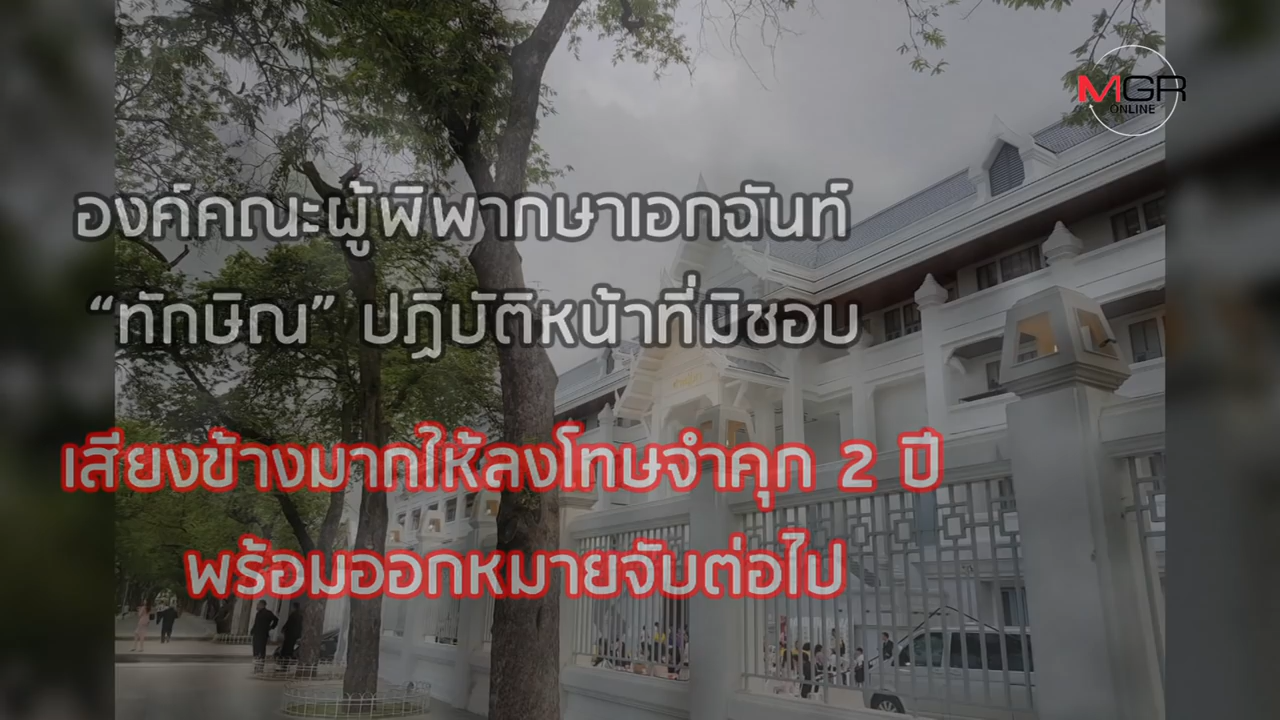 MGR
ONLINE
องค์คณะผู้พิพากษาเอกฉันท์
“ทักษิณ” ปฏิบัติหน้าที่มิชอบ
เสียงข้างมากให้ลงโทษจำคุก 2 ปี
พร้อมออกหมายจับต่อไป